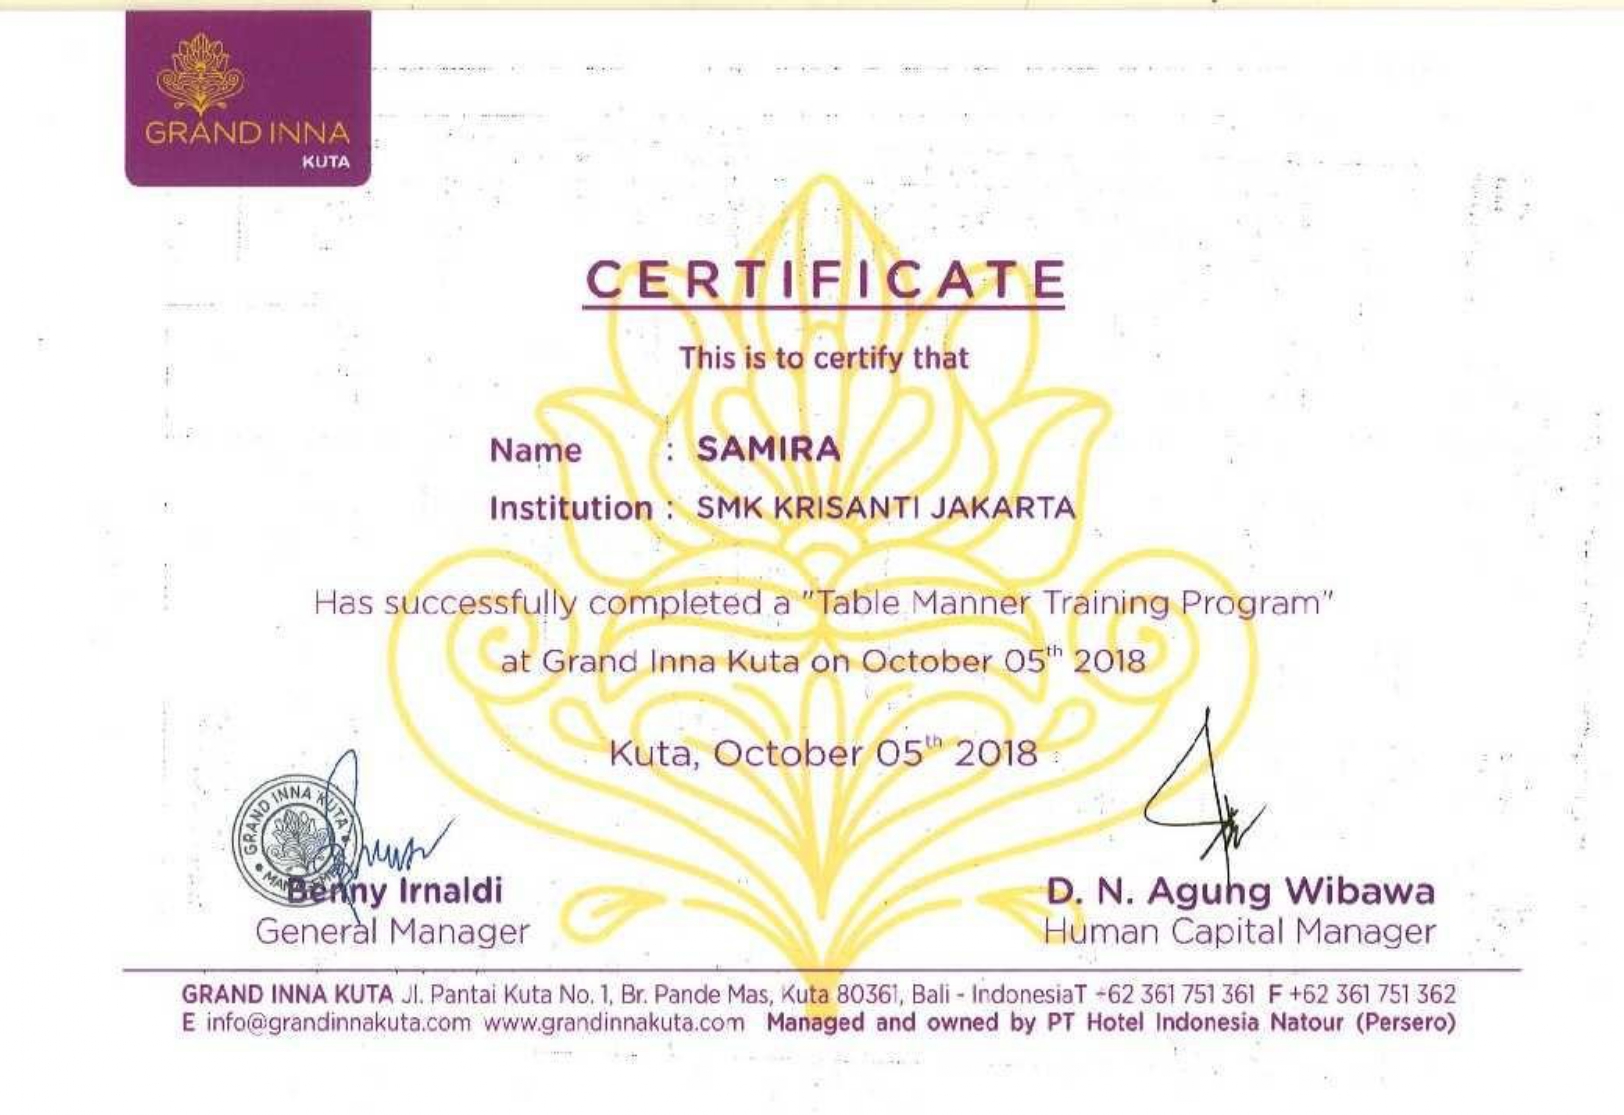 GRAND INNA
KUTA
CERTIFICATE
This is to certify that
Name : SAMIRA
Institution : SMK KRISANTI JAKARTA
Has successfully completed a "Table Manner Training Program"
at Grand Inna Kuta on October 05th 2018
Kuta, October 05th 2018
GRAND INNA KUTA
MANAGEMENT
Benny Irnaldi
General Manager
D. N. Agung Wibawa
Human Capital Manager
GRAND INNA KUTA Jl. Pantai Kuta No. 1, Br. Pande Mas, Kuta 80361, Bali - IndonesiaT +62 361 751 361 F +62 361 751 362
E info@grandinnakuta.com www.grandinnakuta.com Managed and owned by PT Hotel Indonesia Natour (Persero)